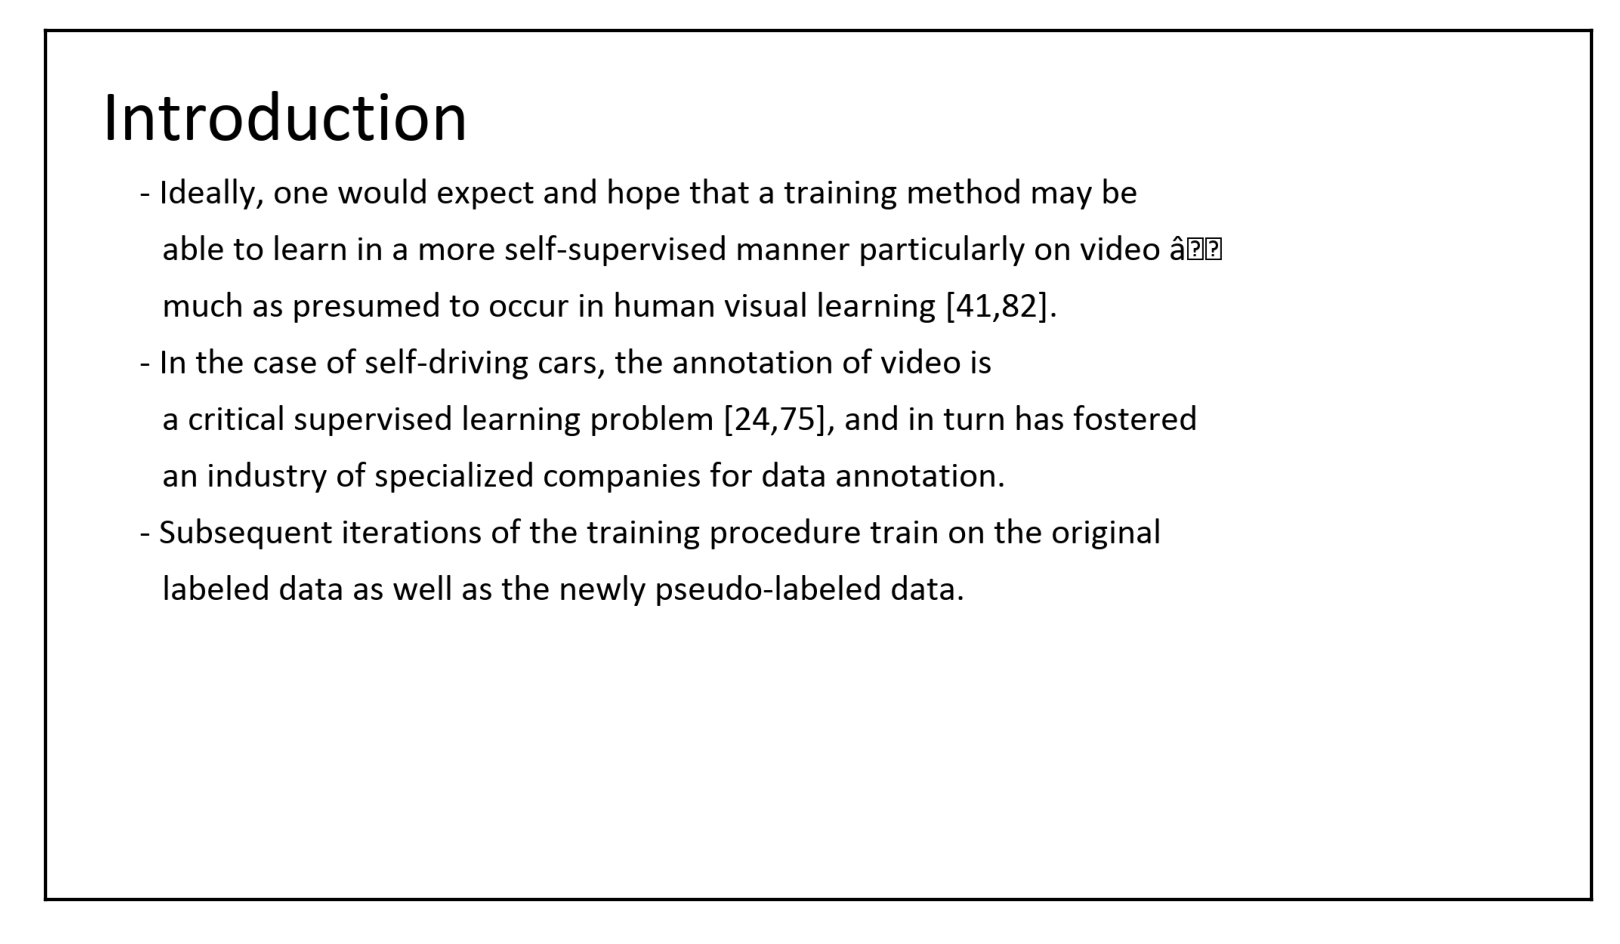 Introduction
- Ideally, one would expect and hope that a training method may be
able to learn in a more self-supervised manner particularly on video â
much as presumed to occur in human visual learning [41,82].
- In the case of self-driving cars, the annotation of video is
a critical supervised learning problem [24,75], and in turn has fostered
an industry of specialized companies for data annotation.
- Subsequent iterations of the training procedure train on the original
labeled data as well as the newly pseudo-labeled data.